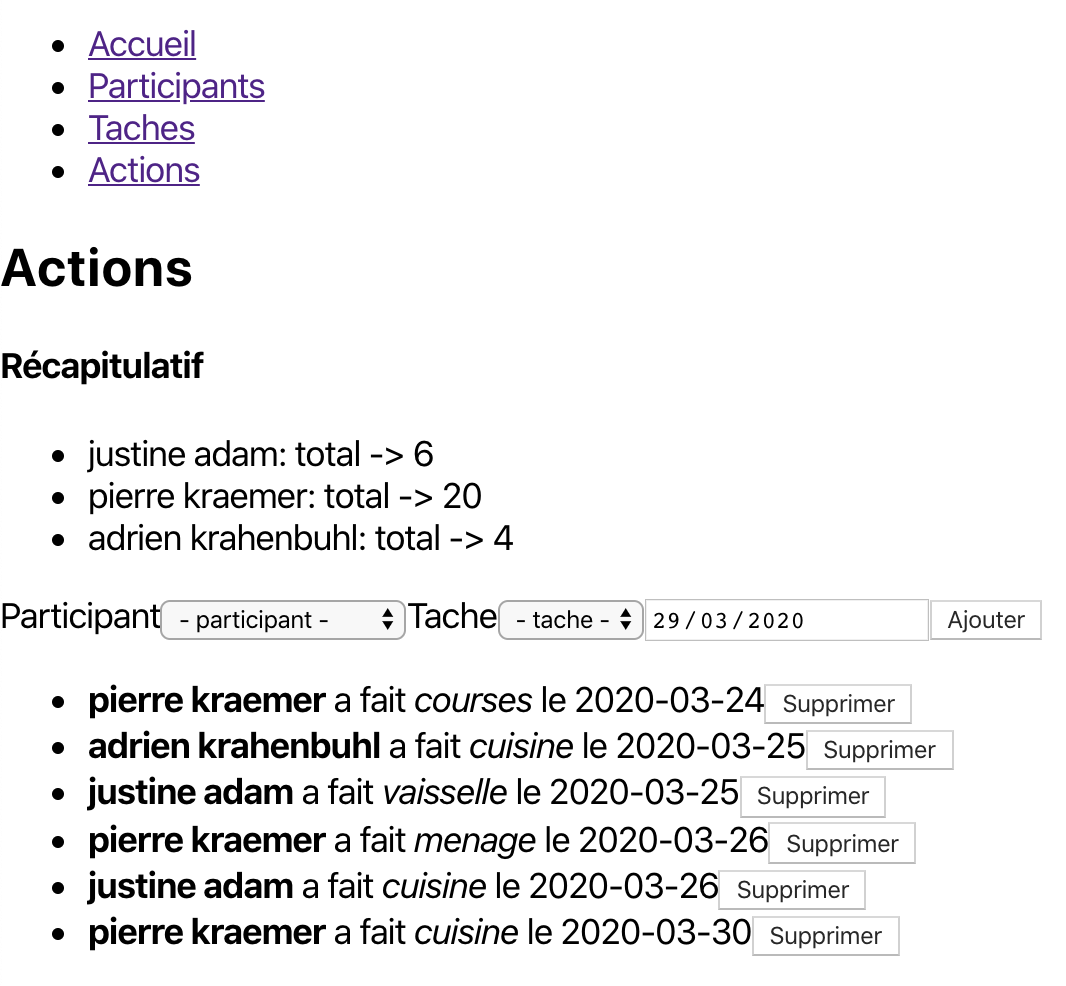 Accueil
Participants
Taches
Actions
Actions
Récapitulatif
justine adam: total -> 6
pierre kraemer: total -> 20
adrien krahenbuhl: total -> 4
Participant - participant - Tache - tache - 29/03/2020 Ajouter
pierre kraemer a fait courses le 2020-03-24 Supprimer
adrien krahenbuhl a fait cuisine le 2020-03-25 Supprimer
justine adam a fait vaisselle le 2020-03-25 Supprimer
pierre kraemer a fait menage le 2020-03-26 Supprimer
justine adam a fait cuisine le 2020-03-26 Supprimer
pierre kraemer a fait cuisine le 2020-03-30 Supprimer